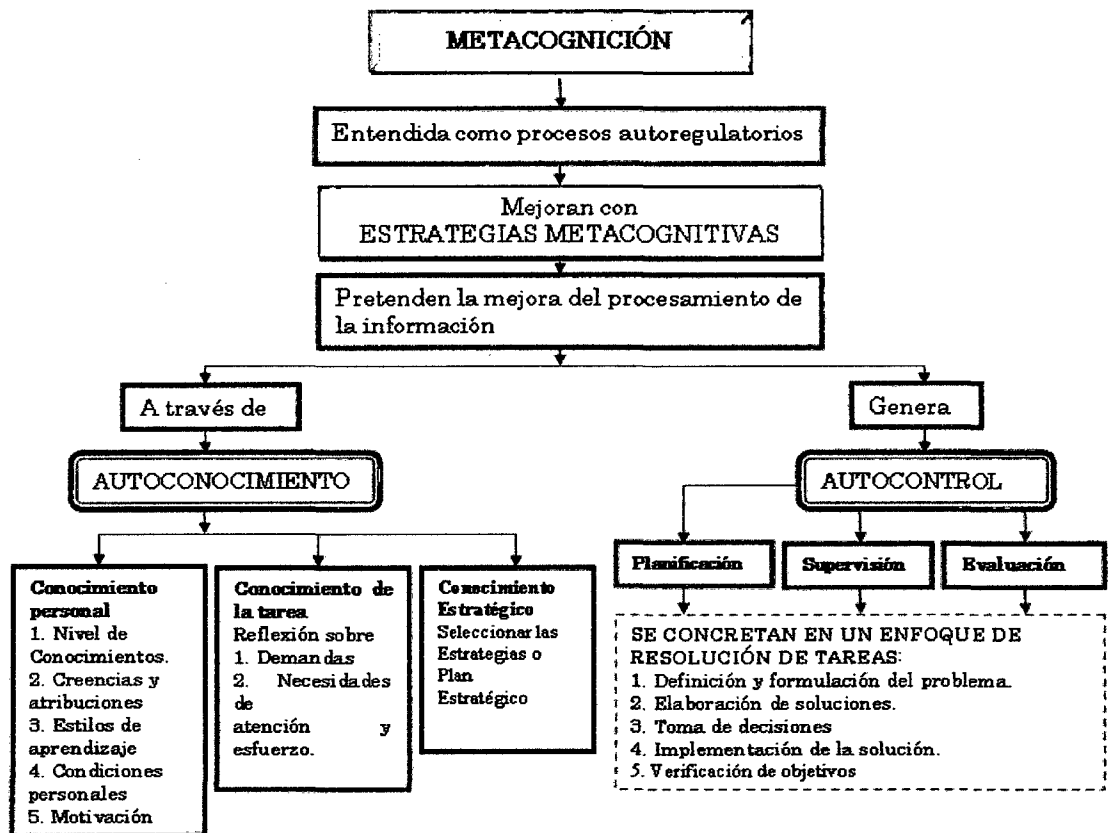 METACOGNICIÓN
Entendida como procesos autoregulatorios
Mejoran con
ESTRATEGIAS METACOGNITIVAS
Pretenden la mejora del procesamiento de
la información
A través de
Genera
AUTOCONOCIMIENTO
AUTOCONTROL
Conocimiento
personal
1. Nivel de
Conocimientos.
2. Creencias y
atribuciones
3. Estilos de
aprendizaje
4. Condiciones
personales
5. Motivación
Conocimiento de
la tarea
Reflexión sobre
1. Demandas
2. Necesidades
de
atención y
esfuerzo.
Conocimiento
Estratégico
Seleccionar las
Estrategias o
Plan
Estratégico
Planificación
Supervisión
Evaluación
SE CONCRETAN EN UN ENFOQUE DE
RESOLUCIÓN DE TAREAS:
1. Definición y formulación del problema.
2. Elaboración de soluciones.
3. Toma de decisiones
4. Implementación de la solución.
5. Verificación de objetivos